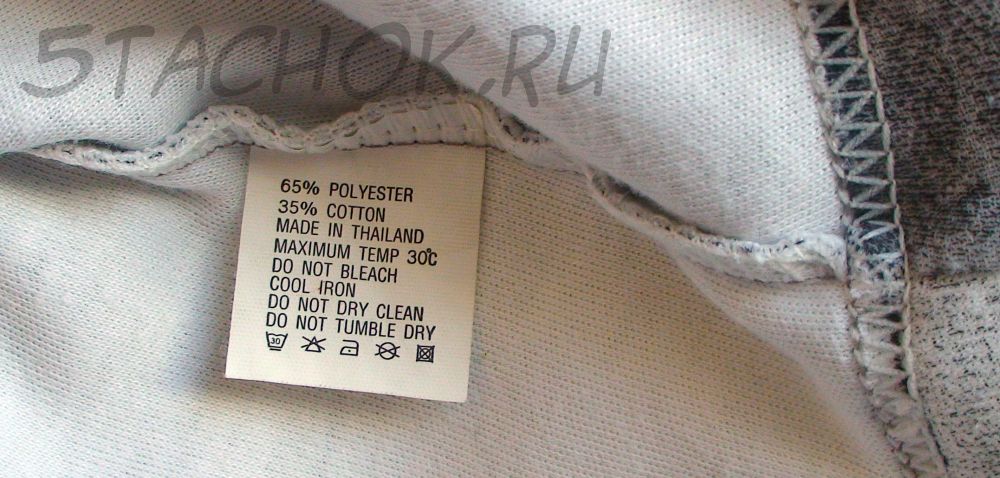 5TACHOK.RU
65% POLYESTER
35% COTTON
MADE IN THAILAND
MAXIMUM TEMP 30℃
DO NOT BLEACH
COOL IRON
DO NOT DRY CLEAN
DO NOT TUMBLE DRY
30